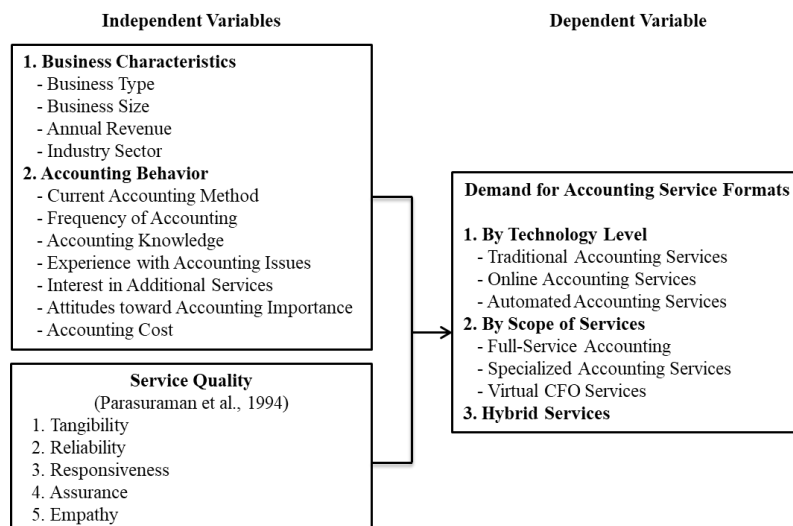 Independent Variables
1. Business Characteristics
- Business Type
- Business Size
- Annual Revenue
- Industry Sector
2. Accounting Behavior
- Current Accounting Method
- Frequency of Accounting
- Accounting Knowledge
- Experience with Accounting Issues
- Interest in Additional Services
- Attitudes toward Accounting Importance
- Accounting Cost
Service Quality
(Parasuraman et al., 1994)
1. Tangibility
2. Reliability
3. Responsiveness
4. Assurance
5. Empathy
Dependent Variable
Demand for Accounting Service Formats
1. By Technology Level
- Traditional Accounting Services
- Online Accounting Services
- Automated Accounting Services
2. By Scope of Services
- Full-Service Accounting
- Specialized Accounting Services
- Virtual CFO Services
3. Hybrid Services